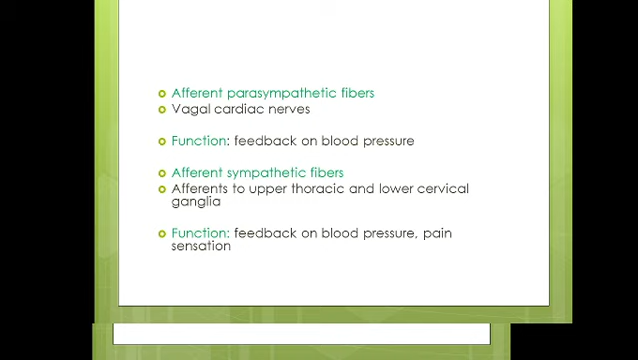 Afferent parasympathetic fibers
Vagal cardiac nerves
Function: feedback on blood pressure
Afferent sympathetic fibers
Afferents to upper thoracic and lower cervical
ganglia
Function: feedback on blood pressure, pain
sensation